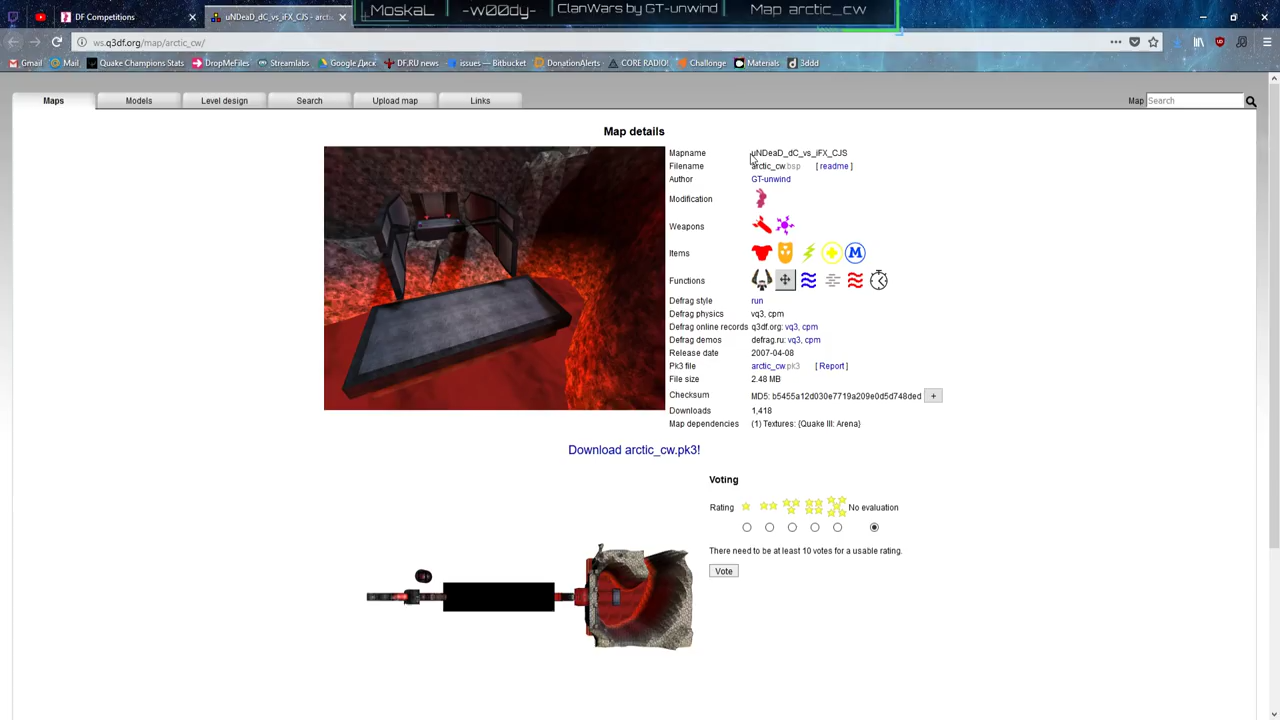 MoskaL -w00dy- ClanWars by GT-unwind Map arctic_cw
DF Competitions uNDeaD_dC_vs_iFX_CJS - arcti
ws.q3df.org/map/arctic_cw/
Gmail Mail Quake Champions Stats DropMeFiles Streamlabs Google Диск DF.RU news issues — Bitbucket DonationAlerts CORE RADIO! Challonge Materials 3ddd
Maps Models Level design Search Upload map Links Map Search
Map details
Mapname uNDeaD_dC_vs_iFX_CJS
Filename arctic_cw.bsp [ readme ]
Author GT-unwind
Modification
Weapons
Items
Functions
Defrag style run
Defrag physics vq3, cpm
Defrag online records q3df.org: vq3, cpm
Defrag demos defrag.ru: vq3, cpm
Release date 2007-04-08
Pk3 file arctic_cw.pk3 [ Report ]
File size 2.48 MB
Checksum MD5: b5455a12d030e7719a209e0d5d748ded +
Downloads 1,418
Map dependencies (1) Textures: {Quake III: Arena}
Download arctic_cw.pk3!
Voting
Rating No evaluation
There need to be at least 10 votes for a usable rating.
Vote